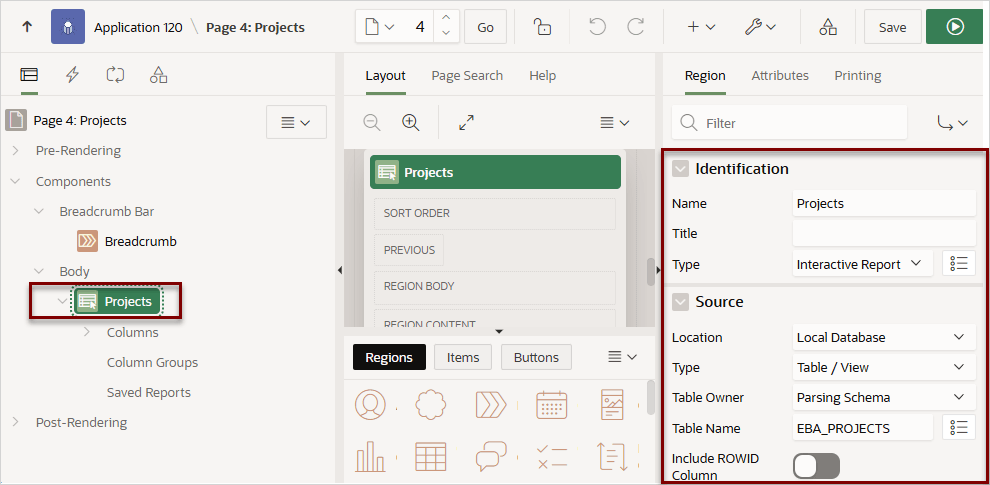 Application 120 \ Page 4: Projects
4
Go
Save
Layout
Page Search
Help
Region
Attributes
Printing
Page 4: Projects
Pre-Rendering
Components
Breadcrumb Bar
Breadcrumb
Body
Projects
Columns
Column Groups
Saved Reports
Post-Rendering
Projects
SORT ORDER
PREVIOUS
REGION BODY
REGION CONTENT
Regions
Items
Buttons
Filter
Identification
Name
Projects
Title
Type
Interactive Report
Source
Location
Local Database
Type
Table / View
Table Owner
Parsing Schema
Table Name
EBA_PROJECTS
Include ROWID
Column